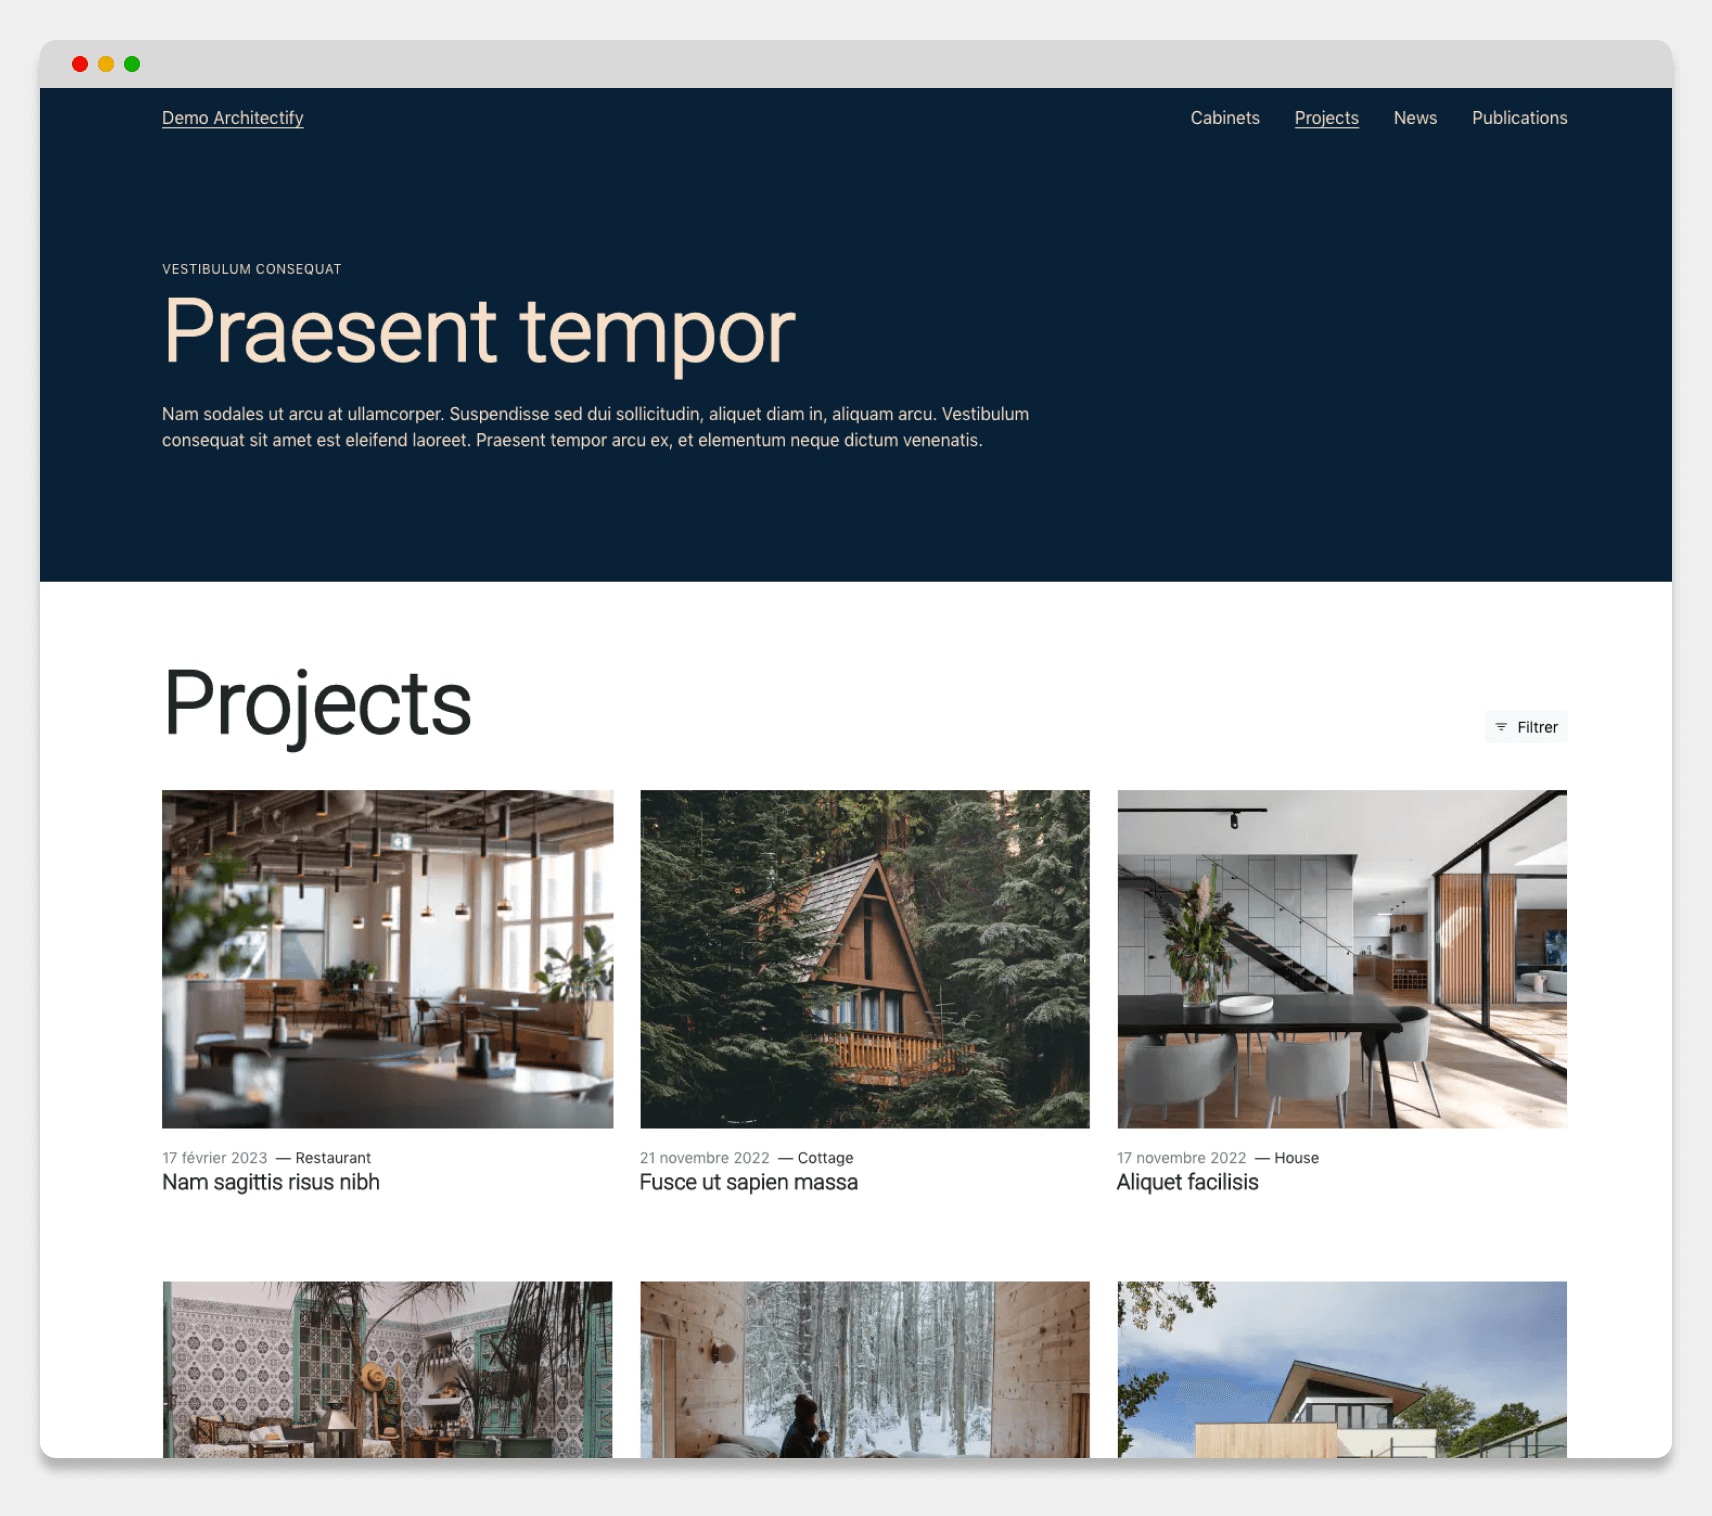 Demo Architectify
Cabinets Projects News Publications
VESTIBULUM CONSEQUAT
Praesent tempor
Nam sodales ut arcu at ullamcorper. Suspendisse sed dui sollicitudin, aliquet diam in, aliquam arcu. Vestibulum
consequat sit amet est eleifend laoreet. Praesent tempor arcu ex, et elementum neque dictum venenatis.
Projects
Filtrer
17 février 2023 — Restaurant
Nam sagittis risus nibh
21 novembre 2022 — Cottage
Fusce ut sapien massa
17 novembre 2022 — House
Aliquet facilisis